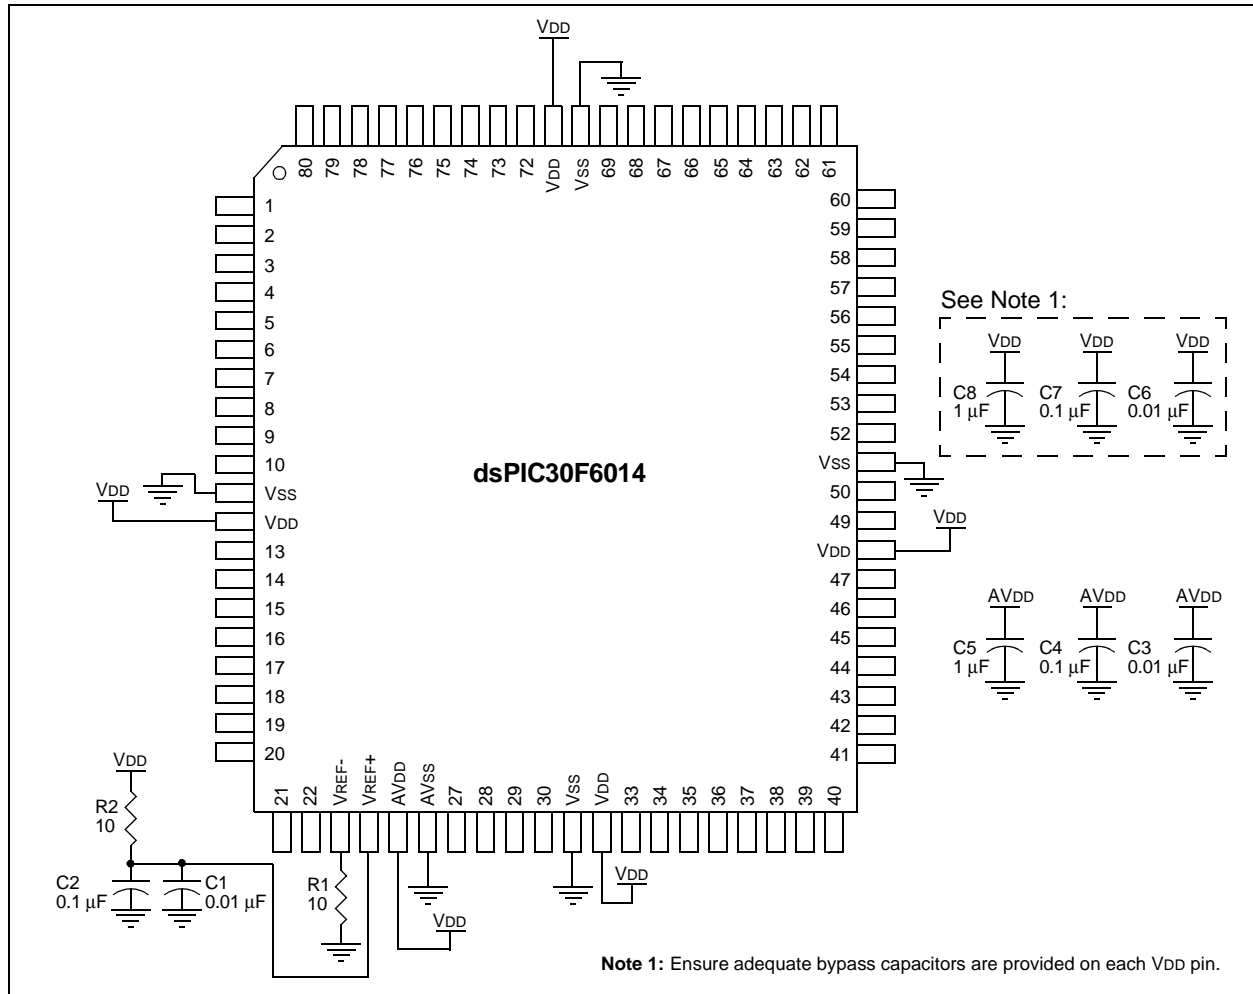 VDD
80 79 78 77 76 75 74 73 72 VDD VSS 69 68 67 66 65 64 63 62 61
1
2
3
4
5
6
7
8
9
10
VSS
VDD
13
14
15
16
17
18
19
20
VDD
dsPIC30F6014
60
59
58
57
56
55
54
53
52
VSS
50
49
VDD
47
46
45
44
43
42
41
VDD
See Note 1:
VDD VDD VDD
C8 C7 C6
1 µF 0.1 µF 0.01 µF
AVDD AVDD AVDD
C5 C4 C3
1 µF 0.1 µF 0.01 µF
21 22 VREF- VREF+ AVDD AVSS 27 28 29 30 VSS VDD 33 34 35 36 37 38 39 40
VDD
R2
10
C2 C1
0.1 µF 0.01 µF
R1
10
VDD
VDD
Note 1: Ensure adequate bypass capacitors are provided on each VDD pin.